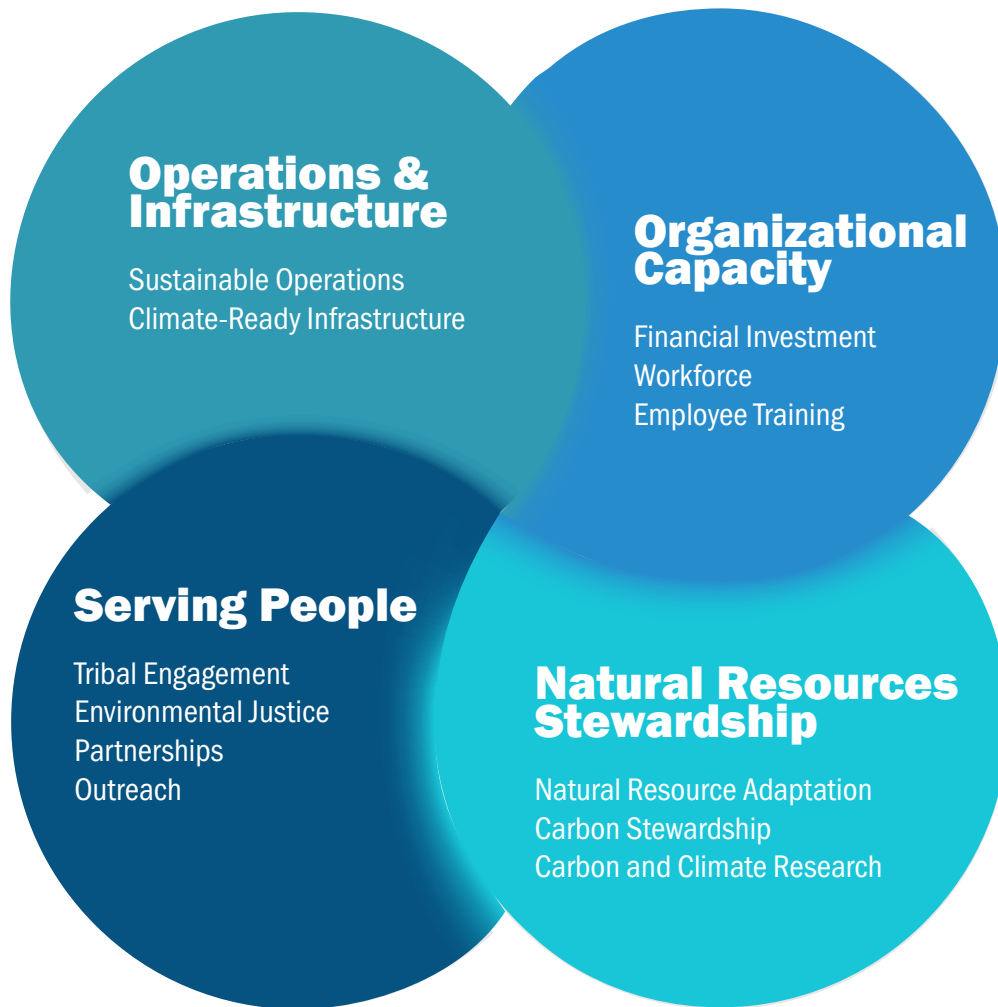 Operations &
Infrastructure
Sustainable Operations
Climate-Ready Infrastructure
Organizational
Capacity
Financial Investment
Workforce
Employee Training
Serving People
Tribal Engagement
Environmental Justice
Partnerships
Outreach
Natural Resources
Stewardship
Natural Resource Adaptation
Carbon Stewardship
Carbon and Climate Research